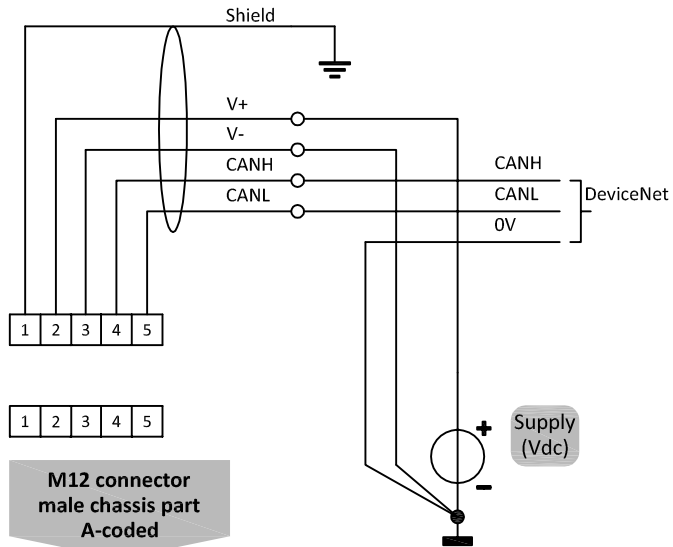 Shield
V+
V-
CANH
CANL
CANH
CANL
0V
DeviceNet
1 2 3 4 5
1 2 3 4 5
+
Supply
(Vdc)
-
M12 connector
male chassis part
A-coded